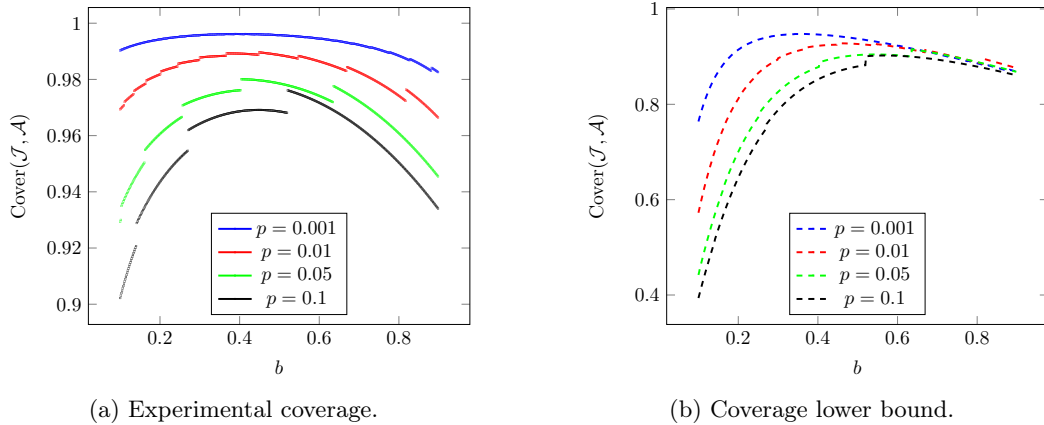 1
0.98
0.96
0.94
0.92
0.9
Cover(𝒥, 𝒜)
0.2 0.4 0.6 0.8
b
p = 0.001
p = 0.01
p = 0.05
p = 0.1
(a) Experimental coverage.
1
0.8
0.6
0.4
Cover(𝒥, 𝒜)
0.2 0.4 0.6 0.8
b
p = 0.001
p = 0.01
p = 0.05
p = 0.1
(b) Coverage lower bound.